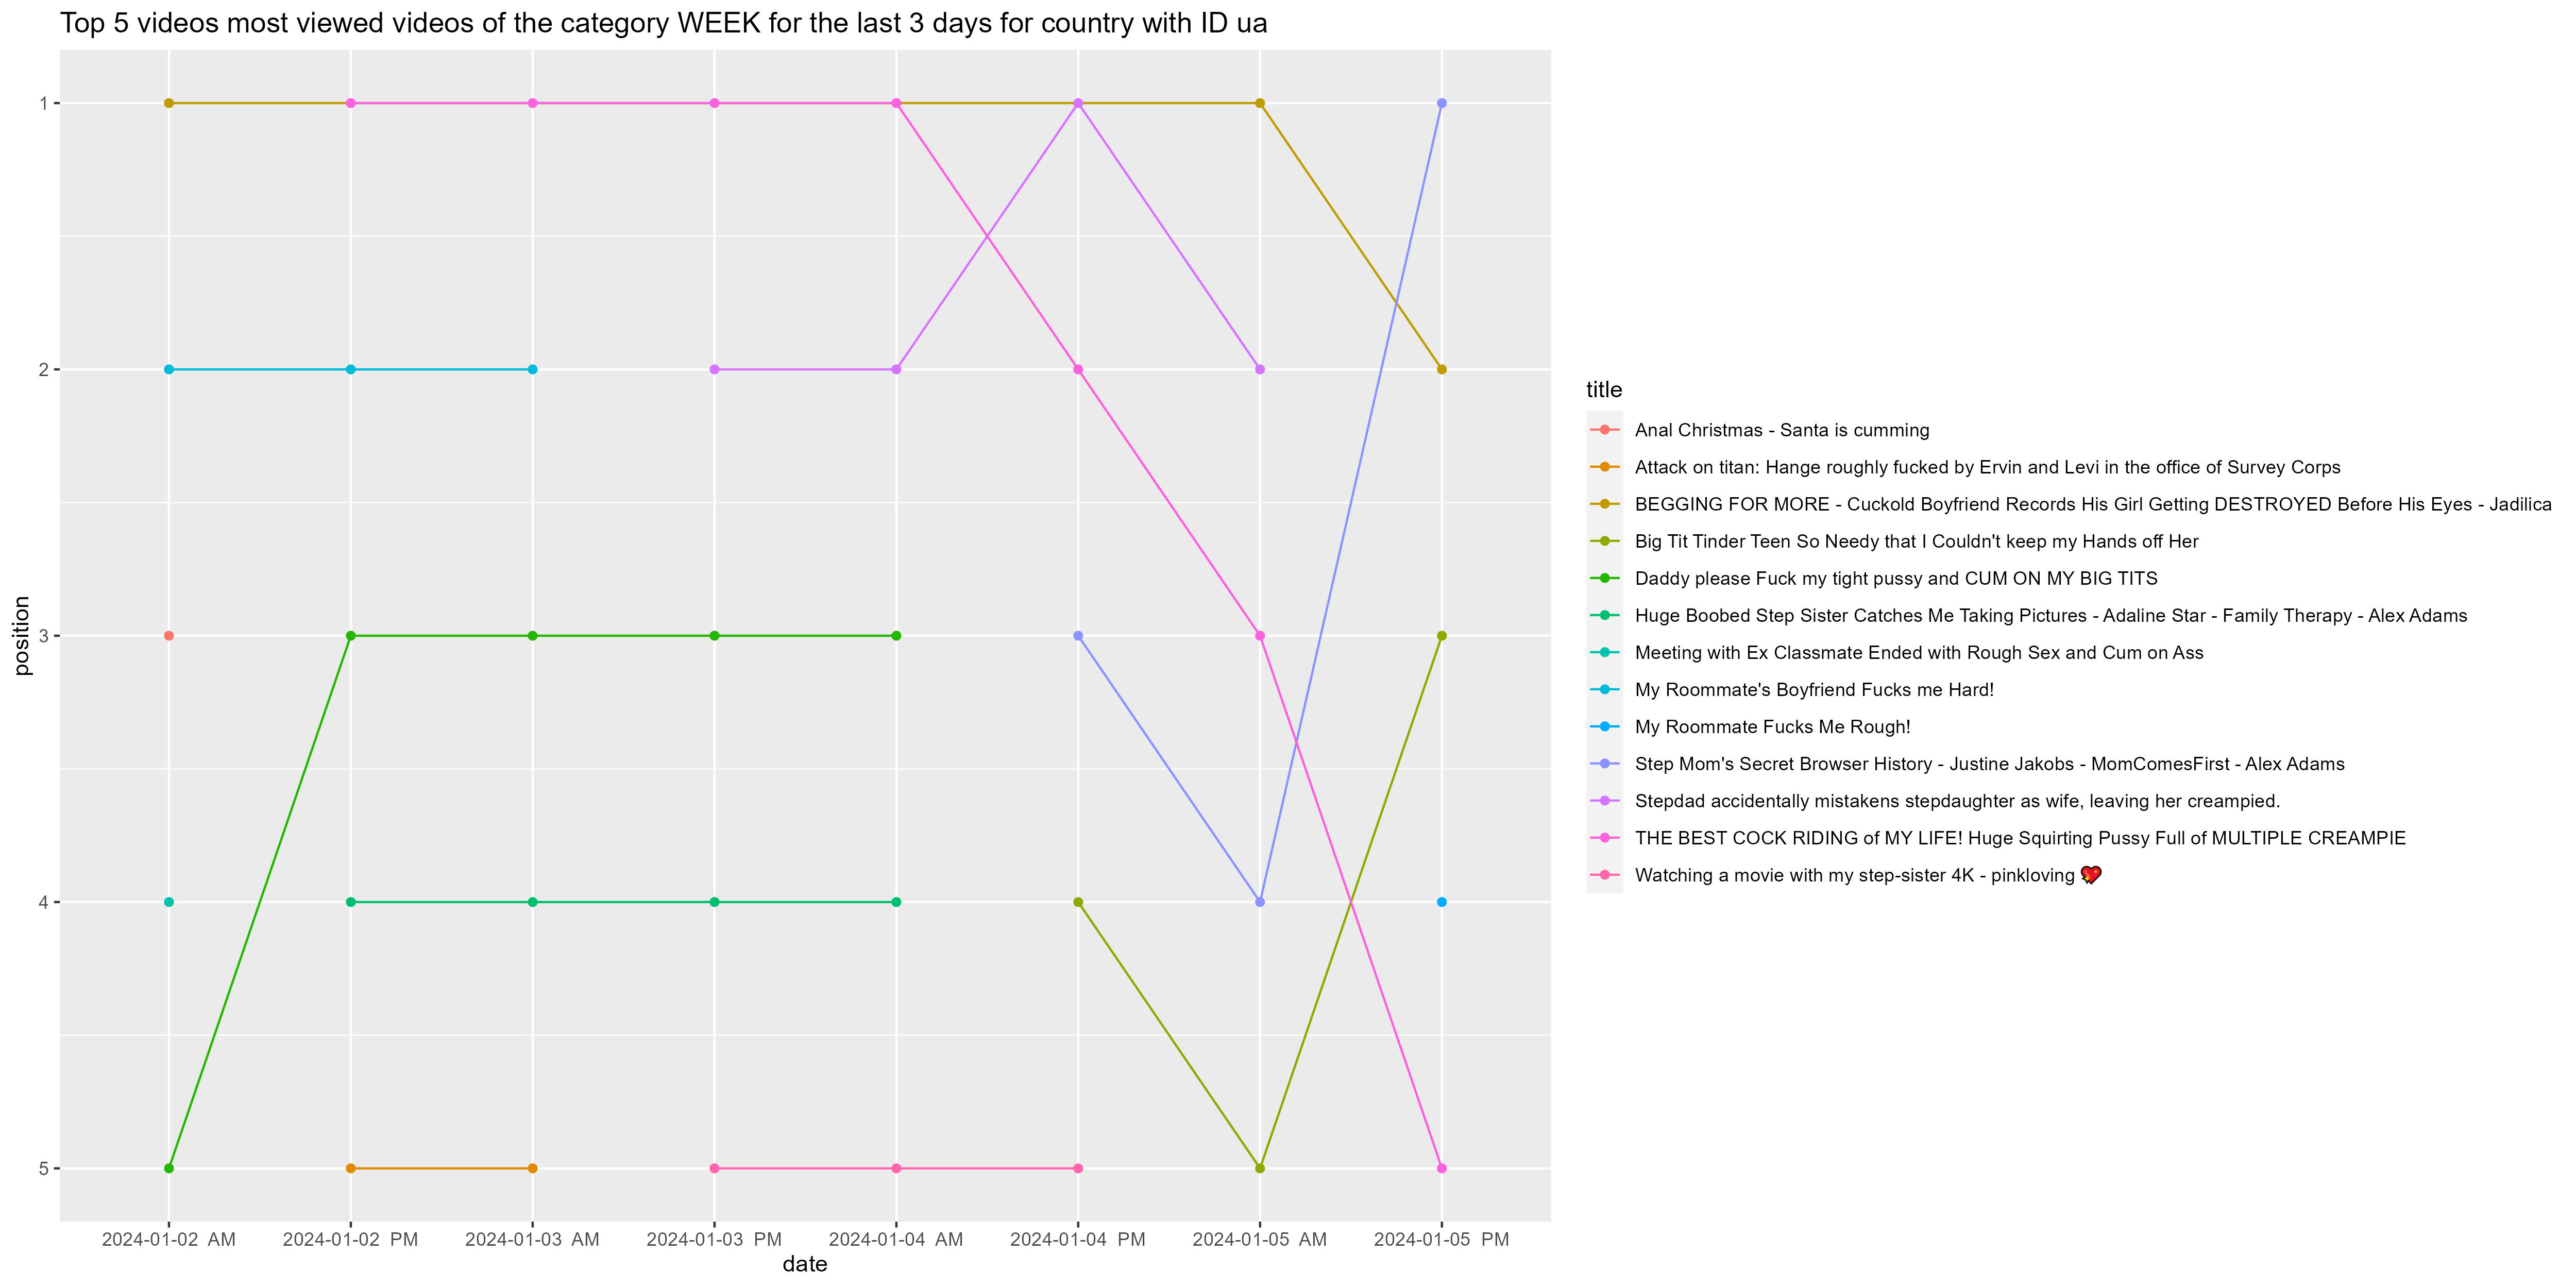 Top 5 videos most viewed videos of the category WEEK for the last 3 days for country with ID ua
position
1
2
3
4
5
2024-01-02 AM
2024-01-02 PM
2024-01-03 AM
2024-01-03 PM
2024-01-04 AM
2024-01-04 PM
2024-01-05 AM
2024-01-05 PM
date
title
Anal Christmas - Santa is cumming
Attack on titan: Hange roughly fucked by Ervin and Levi in the office of Survey Corps
BEGGING FOR MORE - Cuckold Boyfriend Records His Girl Getting DESTROYED Before His Eyes - Jadilica
Big Tit Tinder Teen So Needy that I Couldn't keep my Hands off Her
Daddy please Fuck my tight pussy and CUM ON MY BIG TITS
Huge Boobed Step Sister Catches Me Taking Pictures - Adaline Star - Family Therapy - Alex Adams
Meeting with Ex Classmate Ended with Rough Sex and Cum on Ass
My Roommate's Boyfriend Fucks me Hard!
My Roommate Fucks Me Rough!
Step Mom's Secret Browser History - Justine Jakobs - MomComesFirst - Alex Adams
Stepdad accidentally mistakens stepdaughter as wife, leaving her creampied.
THE BEST COCK RIDING of MY LIFE! Huge Squirting Pussy Full of MULTIPLE CREAMPIE
Watching a movie with my step-sister 4K - pinkloving 💖